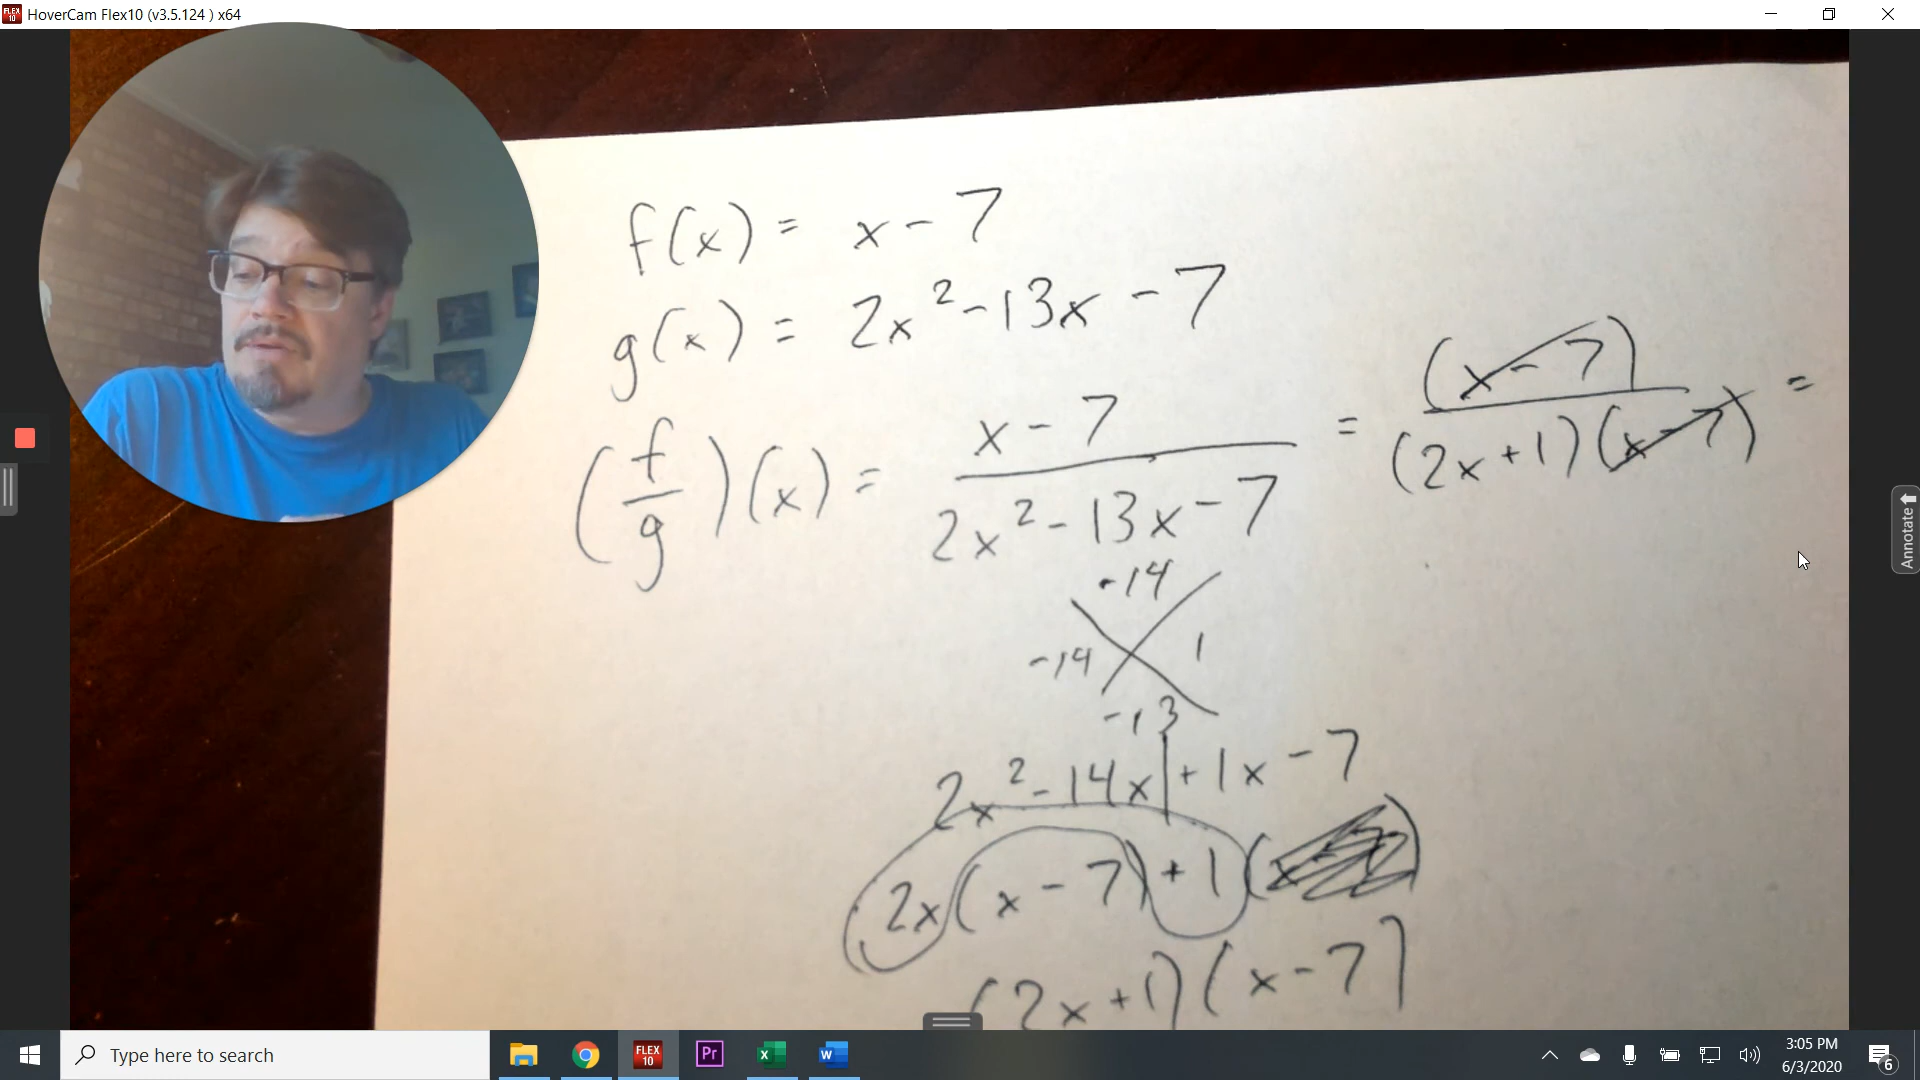 HoverCam Flex10 (v3.5.124 ) x64
f(x) = x - 7
g(x) = 2x² - 13x - 7
(f/g)(x) = (x - 7)/(2x² - 13x - 7) = (x - 7)/((2x + 1)(x - 7)) =
-14
-14 1
-13
2x² - 14x | + 1x - 7
2x(x - 7) + 1(
(2x + 1)(x - 7)
Annotate
Type here to search
FLEX 10
Pr
X
W
3:05 PM
6/3/2020
6